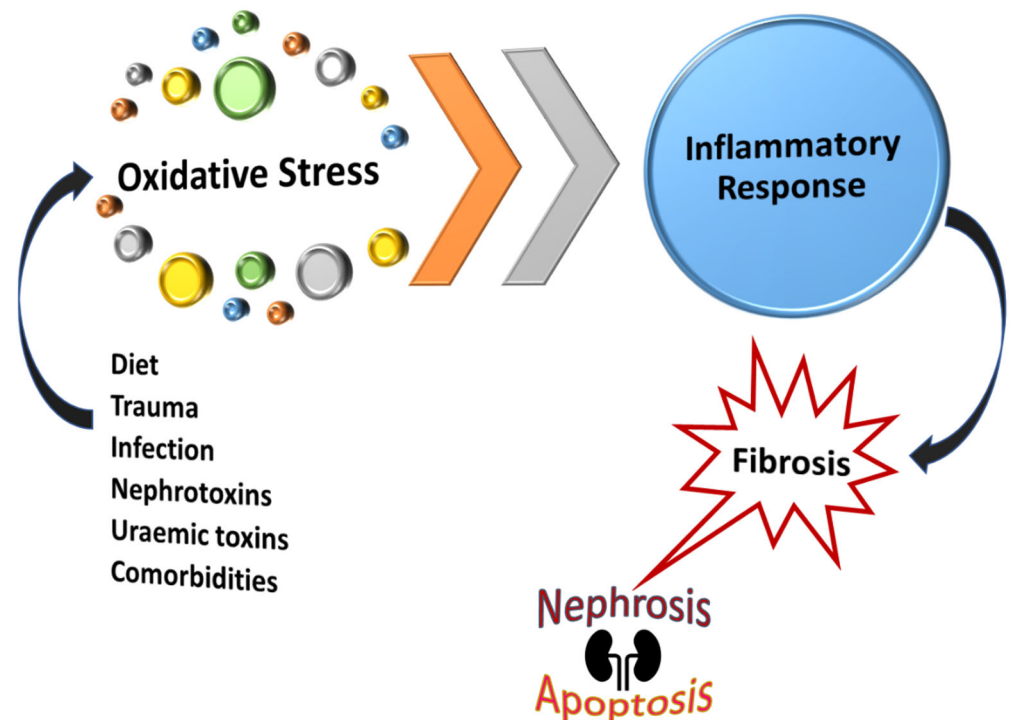 Oxidative Stress
Inflammatory
Response
Diet
Trauma
Infection
Nephrotoxins
Uraemic toxins
Comorbidities
Fibrosis
Nephrosis
Apoptosis